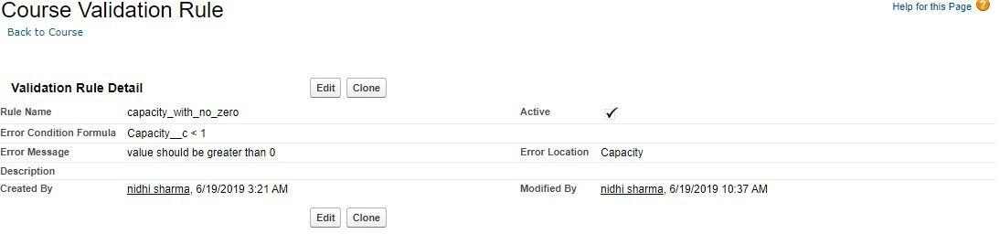 Course Validation Rule
Help for this Page ?
Back to Course
Validation Rule Detail Edit Clone
Rule Name capacity_with_no_zero Active ✓
Error Condition Formula Capacity__c < 1
Error Message value should be greater than 0 Error Location Capacity
Description
Created By nidhi sharma, 6/19/2019 3:21 AM Modified By nidhi sharma, 6/19/2019 10:37 AM
Edit Clone